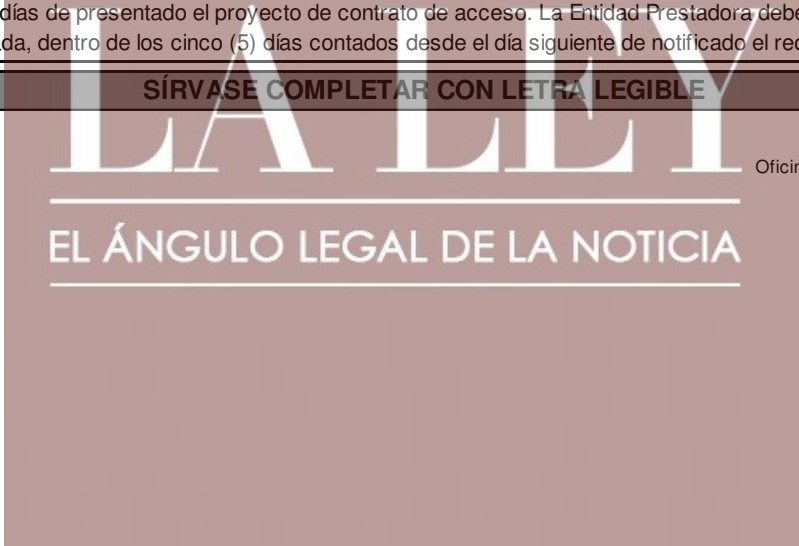 días de presentado el proyecto de contrato de acceso. La Entidad Prestadora debe
da, dentro de los cinco (5) días contados desde el día siguiente de notificado el
SÍRVASE COMPLETAR CON LETRA LEGIBLE
LA LEY
EL ÁNGULO LEGAL DE LA NOTICIA